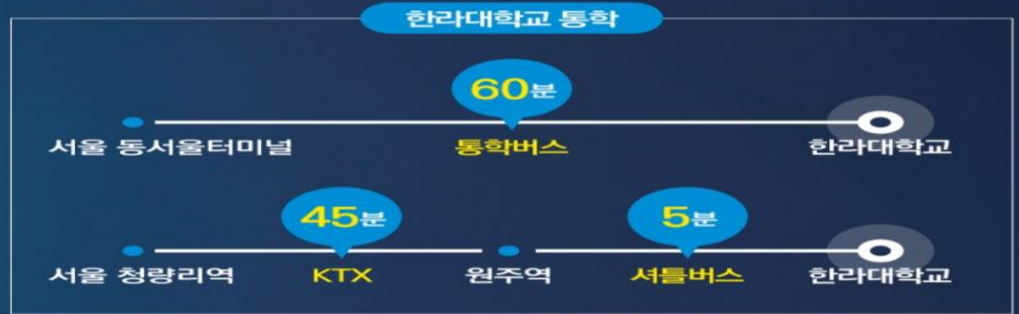 한라대학교 통학
60분
서울 동서울터미널 통학버스 한라대학교
45분 5분
서울 청량리역 KTX 원주역 셔틀버스 한라대학교